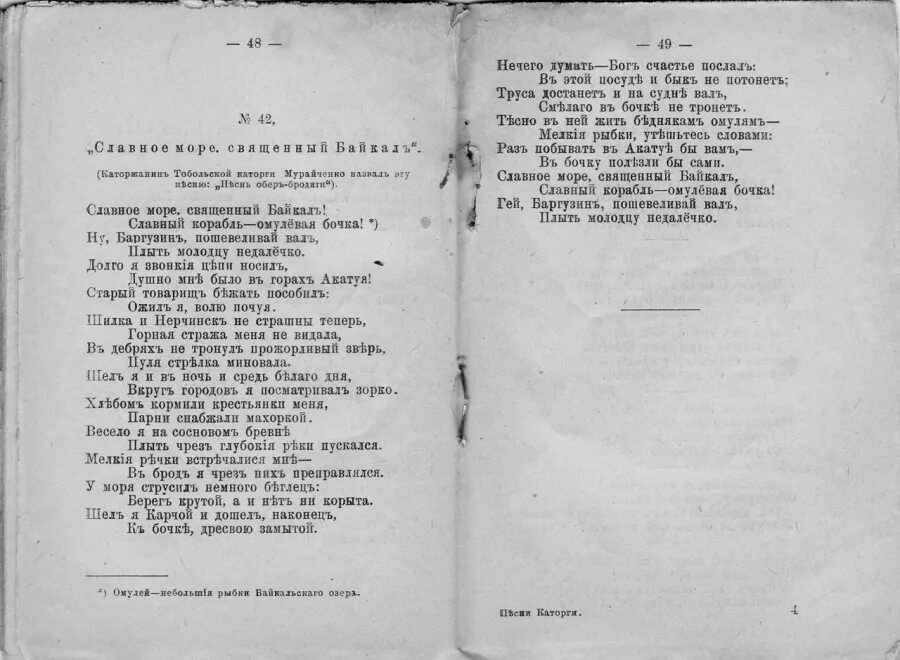 — 48 —
№ 42,
„Славное море, священный Байкалъ“.
(Каторжанинъ Тобольской каторги Мурайченко назвалъ эту
пѣсню: „Пѣснь оберъ-бродяги“).
Славное море, священный Байкалъ!
Славный корабль—омулёвая бочка! *)
Ну, Баргузинъ, пошевеливай валъ,
Плыть молодцу недалёчко.
Долго я звонкія цѣпи носилъ,
Душно мнѣ было въ горахъ Акатуя!
Старый товарищъ бѣжать пособилъ:
Ожилъ я, волю почуя.
Шилка и Нерчинскъ не страшны теперь,
Горная стража меня не видала,
Въ дебряхъ не тронулъ прожорливый звѣрь,
Пуля стрѣлка миновала.
Шелъ я и въ ночь и средь бѣлаго дня,
Вкругъ городовъ я посматривалъ зорко.
Хлѣбомъ кормили крестьянки меня,
Парни снабжали махоркой.
Весело я на сосновомъ бревнѣ
Плыть чрезъ глубокія рѣки пускался.
Мелкія рѣчки встрѣчалися мнѣ—
Въ бродъ я чрезъ нихъ преправлялся.
У моря струсилъ немного бѣглецъ:
Берегъ крутой, а и нѣтъ ни корыта.
Шелъ я Карчой и дошелъ, наконецъ,
Къ бочкѣ, дресвою замытой.
*) Омулей—небольшія рыбки Байкальскаго озера.
— 49 —
Нечего думать—Богъ счастье послалъ:
Въ этой посудѣ и быкъ не потонетъ;
Труса достанетъ и на суднѣ валъ,
Смѣлаго въ бочкѣ не тронетъ.
Тѣсно въ ней жить бѣднякамъ омулямъ—
Мелкія рыбки, утѣшьтесь словами:
Разъ побывать въ Акатуѣ бы вамъ,—
Въ бочку полѣзли бы сами.
Славное море, священный Байкалъ,
Славный корабль—омулёвая бочка!
Гей, Баргузинъ, пошевеливай валъ,
Плыть молодцу недалёчко.
Пѣсни Каторги.
4